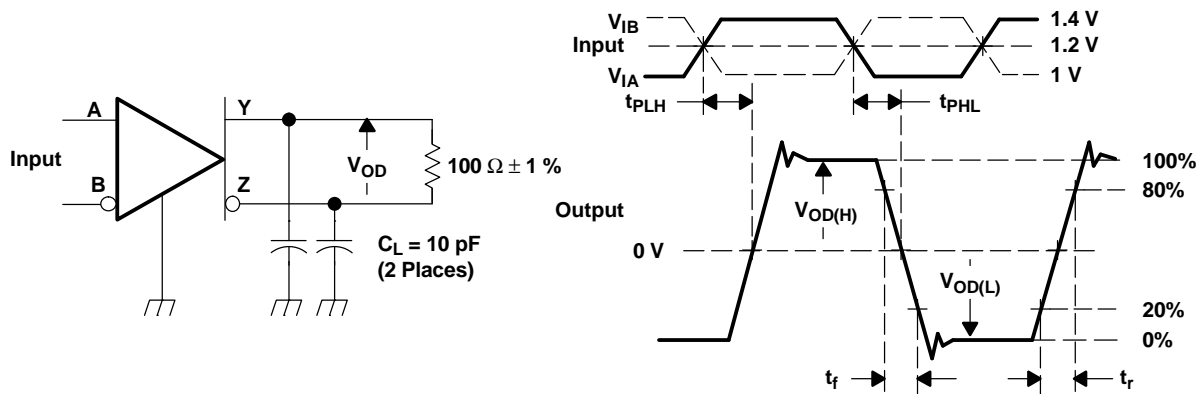 A
Y
Input
B
Z
V_OD
100 Ω ± 1 %
C_L = 10 pF
(2 Places)
V_IB
Input
V_IA
1.4 V
1.2 V
1 V
t_PLH
t_PHL
Output
0 V
V_OD(H)
V_OD(L)
100%
80%
20%
0%
t_f
t_r